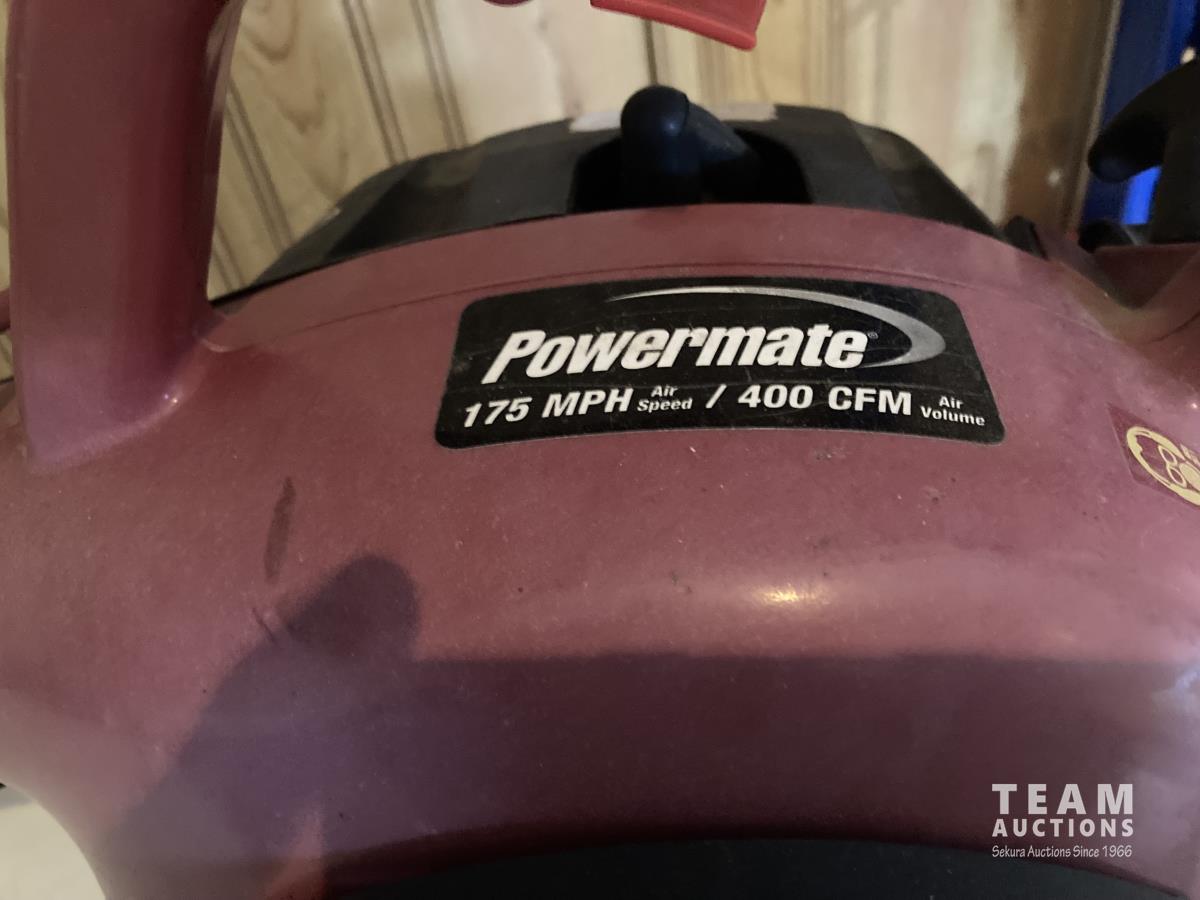 Powermate®
175 MPH Air Speed / 400 CFM Air Volume
TEAM
AUCTIONS
Sekura Auctions Since 1966